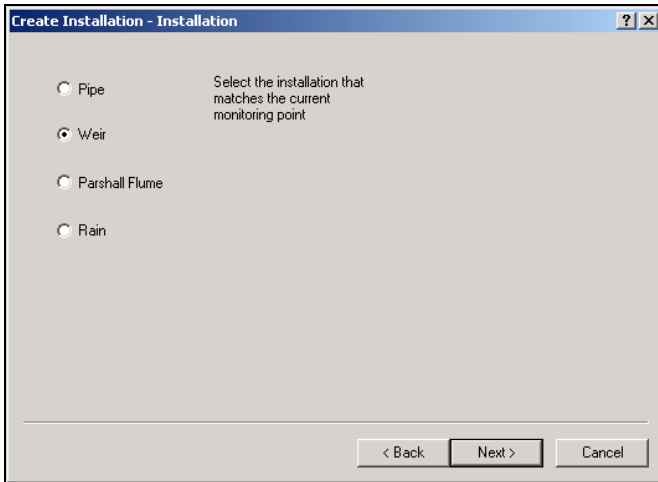 Create Installation - Installation
Pipe
Select the installation that
matches the current
monitoring point
Weir
Parshall Flume
Rain
< Back
Next >
Cancel